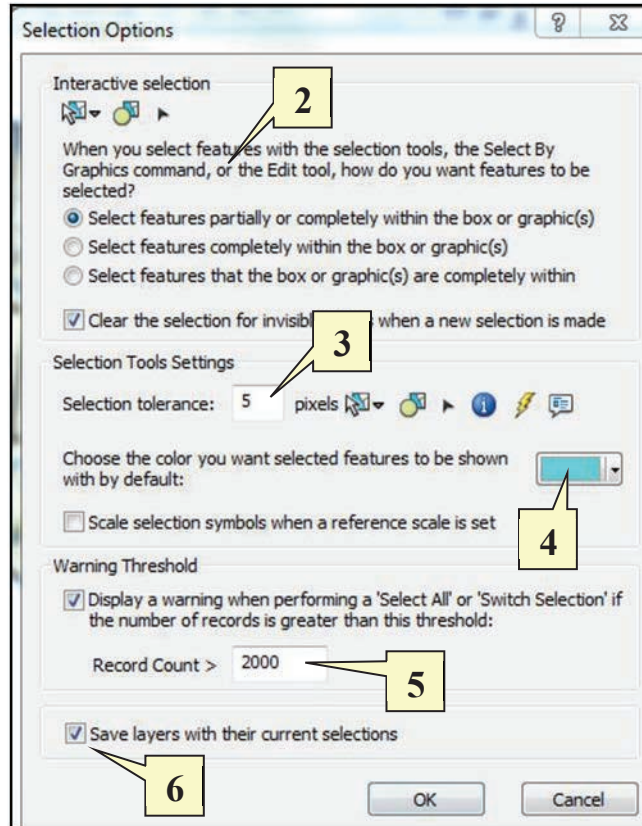 Selection Options
Interactive selection
2
When you select features with the selection tools, the Select By
Graphics command, or the Edit tool, how do you want features to be
selected?
Select features partially or completely within the box or graphic(s)
Select features completely within the box or graphic(s)
Select features that the box or graphic(s) are completely within
Clear the selection for invisible when a new selection is made
3
Selection Tools Settings
Selection tolerance: 5 pixels
Choose the color you want selected features to be shown
with by default:
4
Scale selection symbols when a reference scale is set
Warning Threshold
Display a warning when performing a 'Select All' or 'Switch Selection' if
the number of records is greater than this threshold:
Record Count > 2000
5
Save layers with their current selections
6
OK Cancel